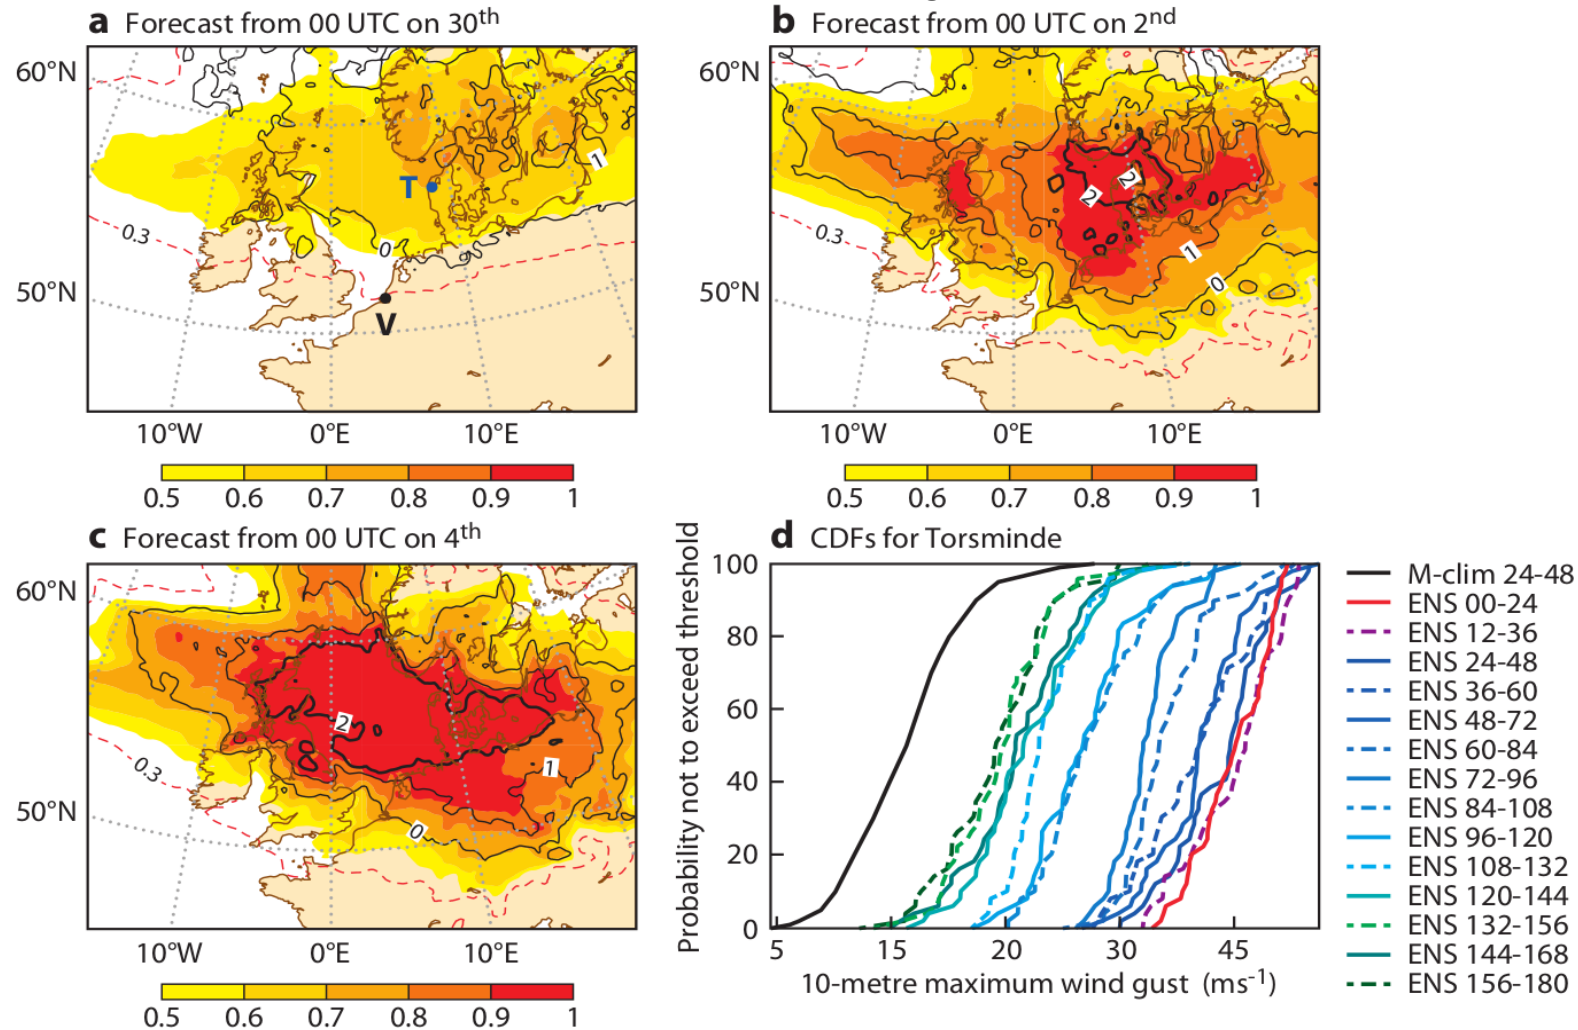 a Forecast from 00 UTC on 30th
60°N
50°N
T
V
1
0
0.3
10°W 0°E 10°E
0.5 0.6 0.7 0.8 0.9 1
b Forecast from 00 UTC on 2nd
60°N
50°N
2
2
1
0
0.3
10°W 0°E 10°E
0.5 0.6 0.7 0.8 0.9 1
c Forecast from 00 UTC on 4th
60°N
50°N
2
1
0
0.3
10°W 0°E 10°E
0.5 0.6 0.7 0.8 0.9 1
d CDFs for Torsminde
Probability not to exceed threshold
100
80
60
40
20
0
5 15 20 30 45
10-metre maximum wind gust (ms-1)
M-clim 24-48
ENS 00-24
ENS 12-36
ENS 24-48
ENS 36-60
ENS 48-72
ENS 60-84
ENS 72-96
ENS 84-108
ENS 96-120
ENS 108-132
ENS 120-144
ENS 132-156
ENS 144-168
ENS 156-180